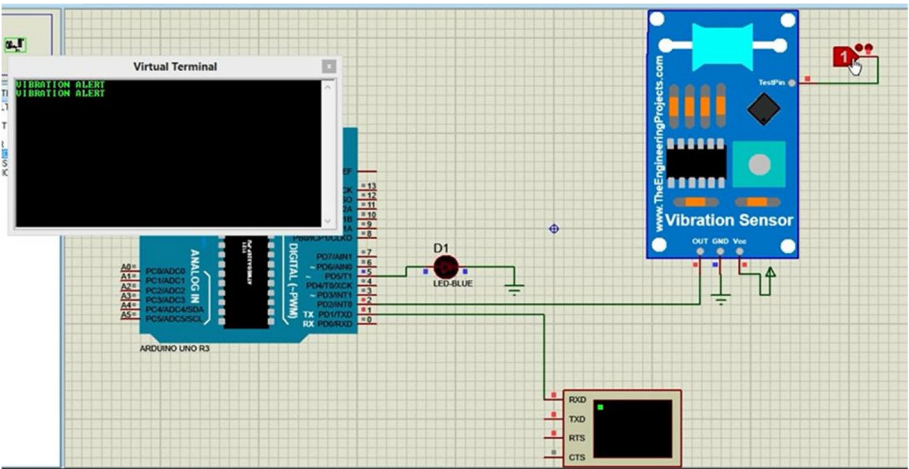 Virtual Terminal
x
VIBRATION ALERT
VIBRATION ALERT
1
TestPin
www.TheEngineeringProjects.com
Vibration Sensor
OUT GND Vcc
13
12
11
10
9
8
PD7/AIN1
7
PD6/AIN0
6
PD5/T1
5
PD4/T0/XCK
4
PD3/INT1
3
PD2/INT0
2
TX PD1/TXD
1
RX PD0/RXD
0
DIGITAL (~PWM)
ANALOG IN
A0
PC0/ADC0
A1
PC1/ADC1
A2
PC2/ADC2
A3
PC3/ADC3
A4
PC4/ADC4/SDA
A5
PC5/ADC5/SCL
ARDUINO UNO R3
D1
LED-BLUE
RXD
TXD
RTS
CTS